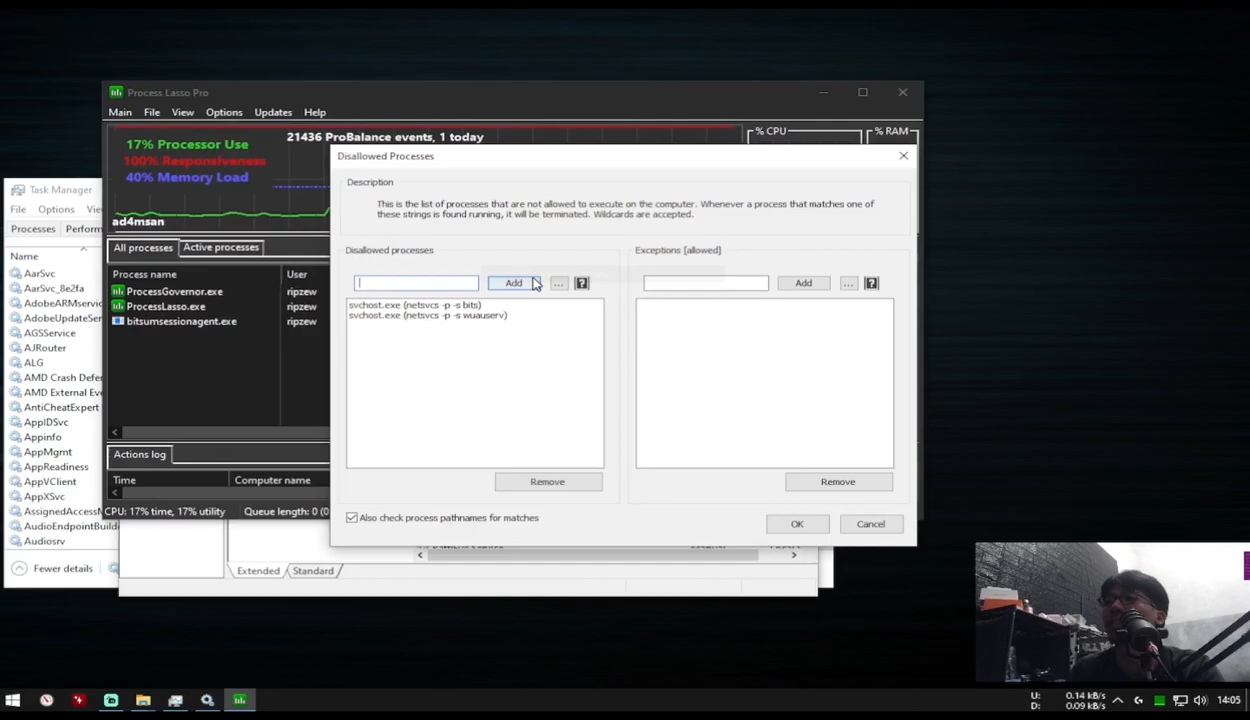 Process Lasso Pro
Main File View Options Updates Help
21436 ProBalance events, 1 today
% CPU
% RAM
17% Processor Use
100% Responsiveness
40% Memory Load
ad4msan
All processes Active processes
Process name User
ProcessGovernor.exe ripzew
ProcessLasso.exe ripzew
bitsumsessionagent.exe ripzew
Actions log
Time Computer name
CPU: 17% time, 17% utility Queue length: 0 (0
Disallowed Processes
Description
This is the list of processes that are not allowed to execute on the computer. Whenever a process that matches one of
these strings is found running, it will be terminated. Wildcards are accepted.
Disallowed processes
Add ... ?
svchost.exe (netsvcs -p -s bits)
svchost.exe (netsvcs -p -s wuauserv)
Remove
Exceptions [allowed]
Add ... ?
Remove
Also check process pathnames for matches
OK Cancel
Task Manager
File Options Vie
Processes Perform
Name
AarSvc
AarSvc_8e2fa
AdobeARMservic
AdobeUpdateSer
AGSService
AJRouter
ALG
AMD Crash Defer
AMD External Eve
AntiCheatExpert
AppIDSvc
Appinfo
AppMgmt
AppReadiness
AppVClient
AppXSvc
AssignedAccessM
AudioEndpointBuild
Audiosrv
Fewer details
Extended Standard
U: 0.14 kB/s
D: 0.09 kB/s
14:05